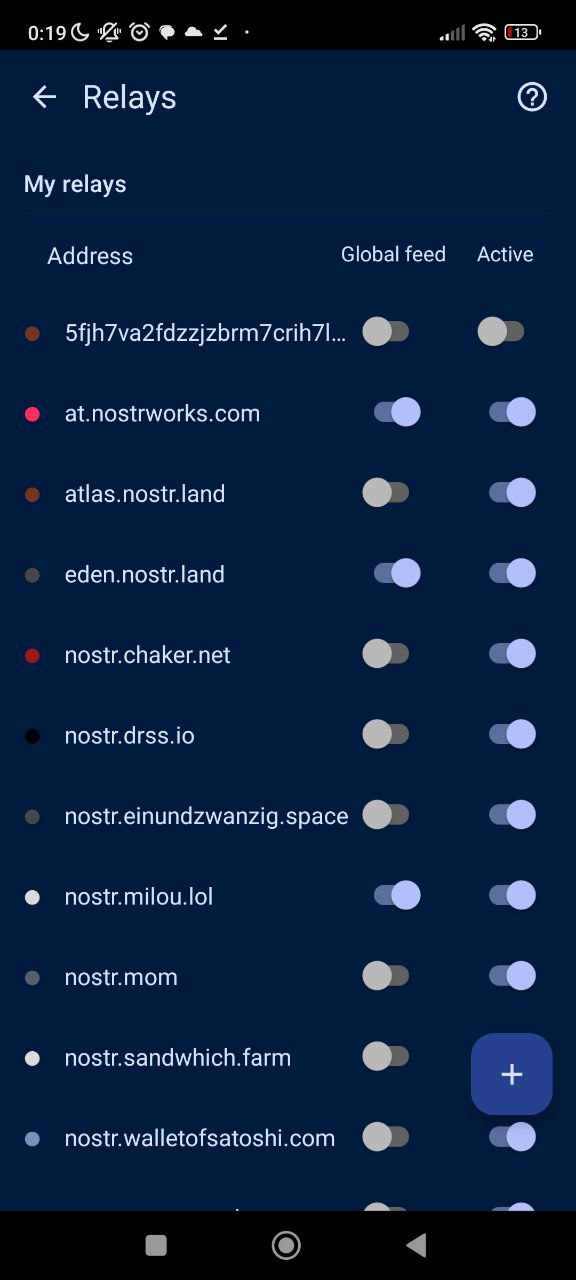 0:19
13
Relays
My relays
Address Global feed Active
5fjh7va2fdzzjzbrm7crih7l...
at.nostrworks.com
atlas.nostr.land
eden.nostr.land
nostr.chaker.net
nostr.drss.io
nostr.einundzwanzig.space
nostr.milou.lol
nostr.mom
nostr.sandwhich.farm
nostr.walletofsatoshi.com